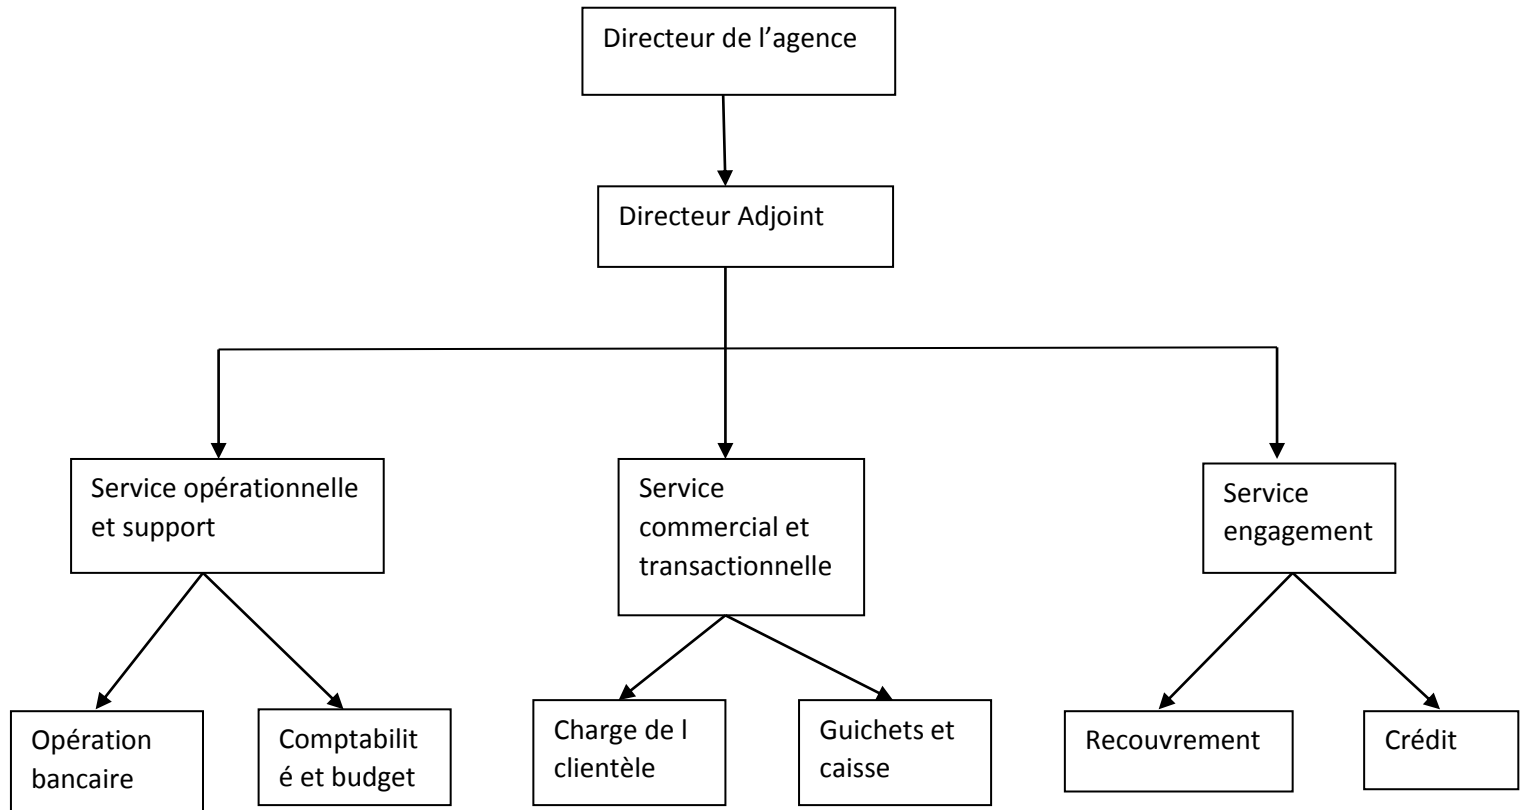 Directeur de l’agence
Directeur Adjoint
Service opérationnelle
et support
Service
commercial et
transactionnelle
Service
engagement
Opération
bancaire
Comptabilit
é et budget
Charge de l
clientèle
Guichets et
caisse
Recouvrement
Crédit